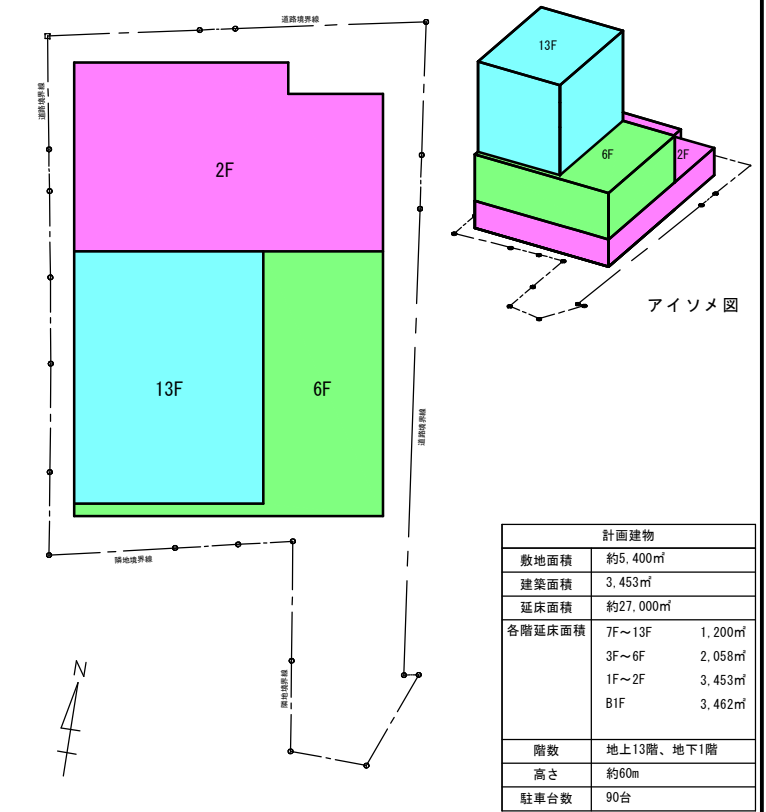 道路境界線
道路境界線
2F
13F
6F
道路境界線
隣地境界線
隣地境界線
N
13F
6F
2F
アイソメ図
計画建物
敷地面積 約5,400㎡
建築面積 3,453㎡
延床面積 約27,000㎡
各階延床面積 7F～13F 1,200㎡
3F～6F 2,058㎡
1F～2F 3,453㎡
B1F 3,462㎡
階数 地上13階、地下1階
高さ 約60m
駐車台数 90台